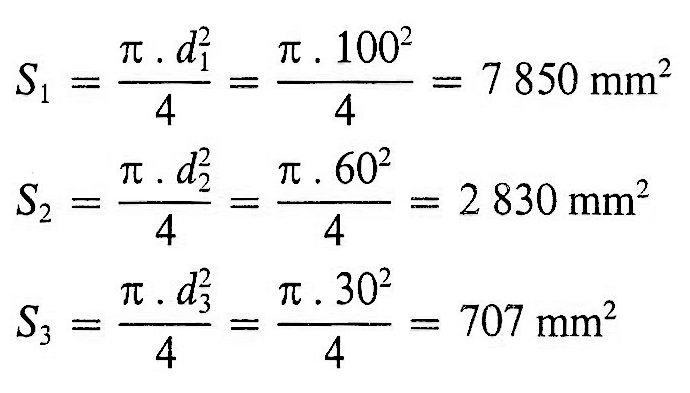 S₁ = π . d₁² / 4 = π . 100² / 4 = 7 850 mm²
S₂ = π . d₂² / 4 = π . 60² / 4 = 2 830 mm²
S₃ = π . d₃² / 4 = π . 30² / 4 = 707 mm²